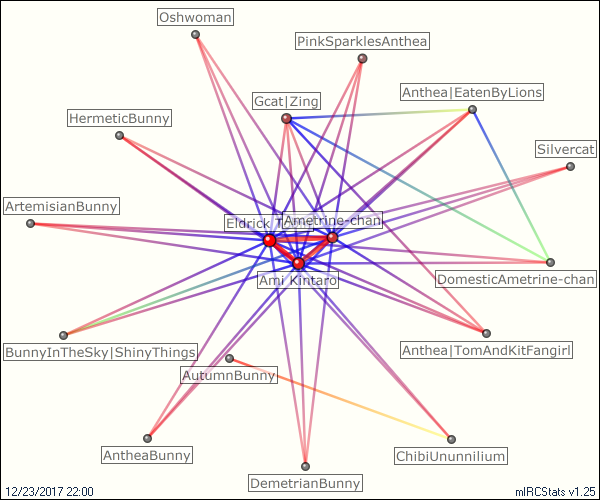 Oshwoman
PinkSparklesAnthea
Anthea|EatenByLions
Gcat|Zing
HermeticBunny
Silvercat
ArtemisianBunny
Eldrick
Ametrine-chan
Ami Kintaro
DomesticAmetrine-chan
BunnyInTheSky|ShinyThings
Anthea|TomAndKitFangirl
AutumnBunny
AntheaBunny
ChibiUnunnilium
DemetrianBunny
12/23/2017 22:00
mIRCStats v1.25